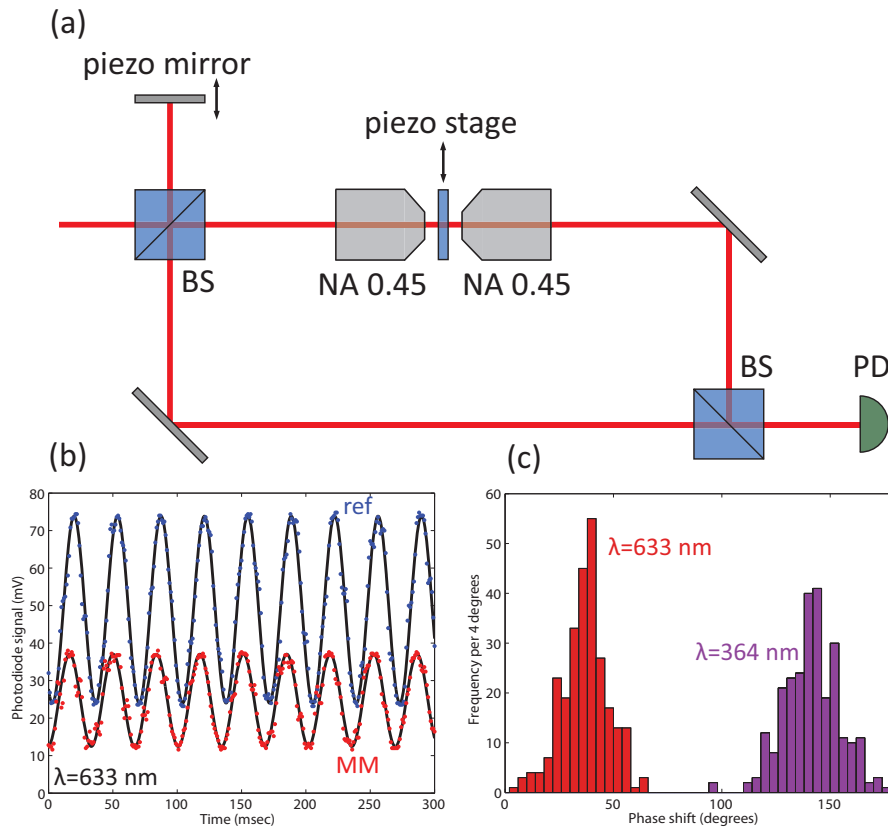 (a)
piezo mirror
piezo stage
BS
NA 0.45
NA 0.45
BS
PD
(b)
80
70
60
50
40
30
20
10
0
0
50
100
150
200
250
300
Photodiode signal (mV)
Time (msec)
ref
MM
λ=633 nm
(c)
60
50
40
30
20
10
0
0
50
100
150
Frequency per 4 degrees
Phase shift (degrees)
λ=633 nm
λ=364 nm